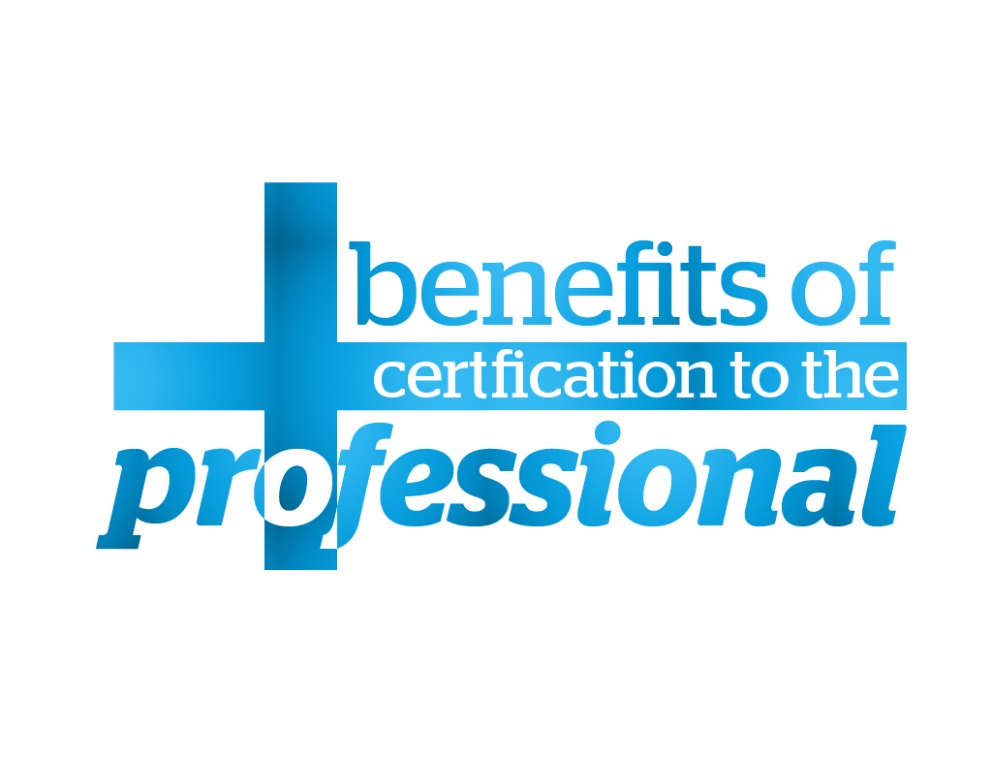 benefits of
certfication to the
professional